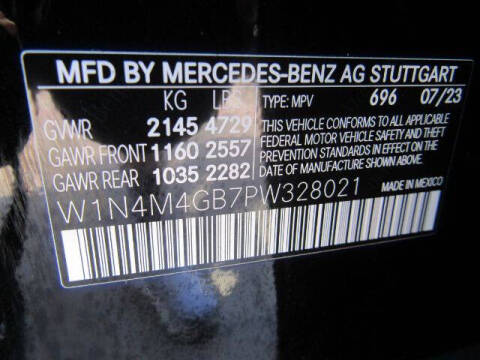 MFD BY MERCEDES-BENZ AG STUTTGART
KG LBS TYPE: MPV 696 07/23
GVWR 2145 4729
GAWR FRONT 1160 2557
GAWR REAR 1035 2282
THIS VEHICLE CONFORMS TO ALL APPLICABLE
FEDERAL MOTOR VEHICLE SAFETY AND THEFT
PREVENTION STANDARDS IN EFFECT ON THE
DATE OF MANUFACTURE SHOWN ABOVE.
MADE IN MEXICO
W1N4M4GB7PW328021